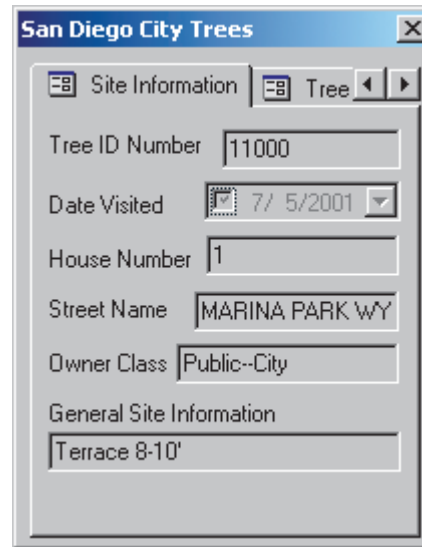 San Diego City Trees
Site Information Tree
Tree ID Number 11000
Date Visited 7/ 5/2001
House Number 1
Street Name MARINA PARK WY
Owner Class Public--City
General Site Information
Terrace 8-10'